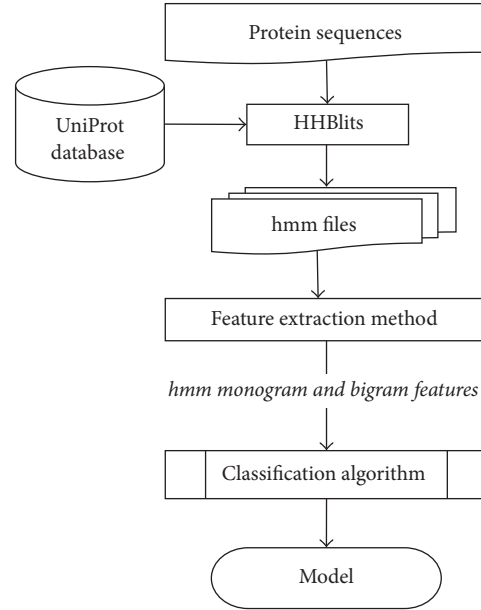 Protein sequences
UniProt
database
HHBlits
hmm files
Feature extraction method
hmm monogram and bigram features
Classification algorithm
Model